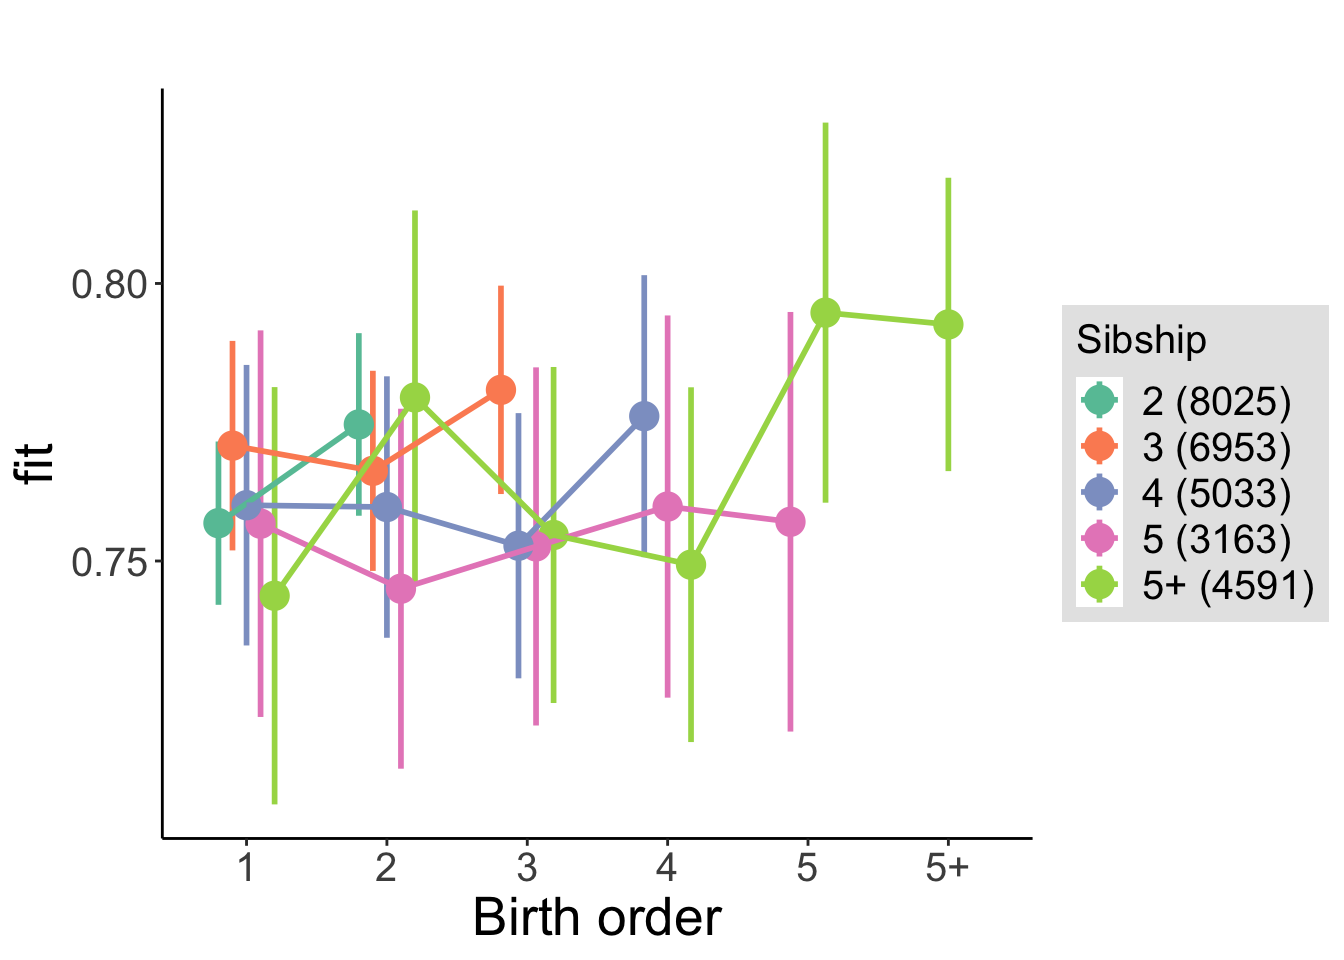 fit
0.80
0.75
1 2 3 4 5 5+
Birth order
Sibship
2 (8025)
3 (6953)
4 (5033)
5 (3163)
5+ (4591)